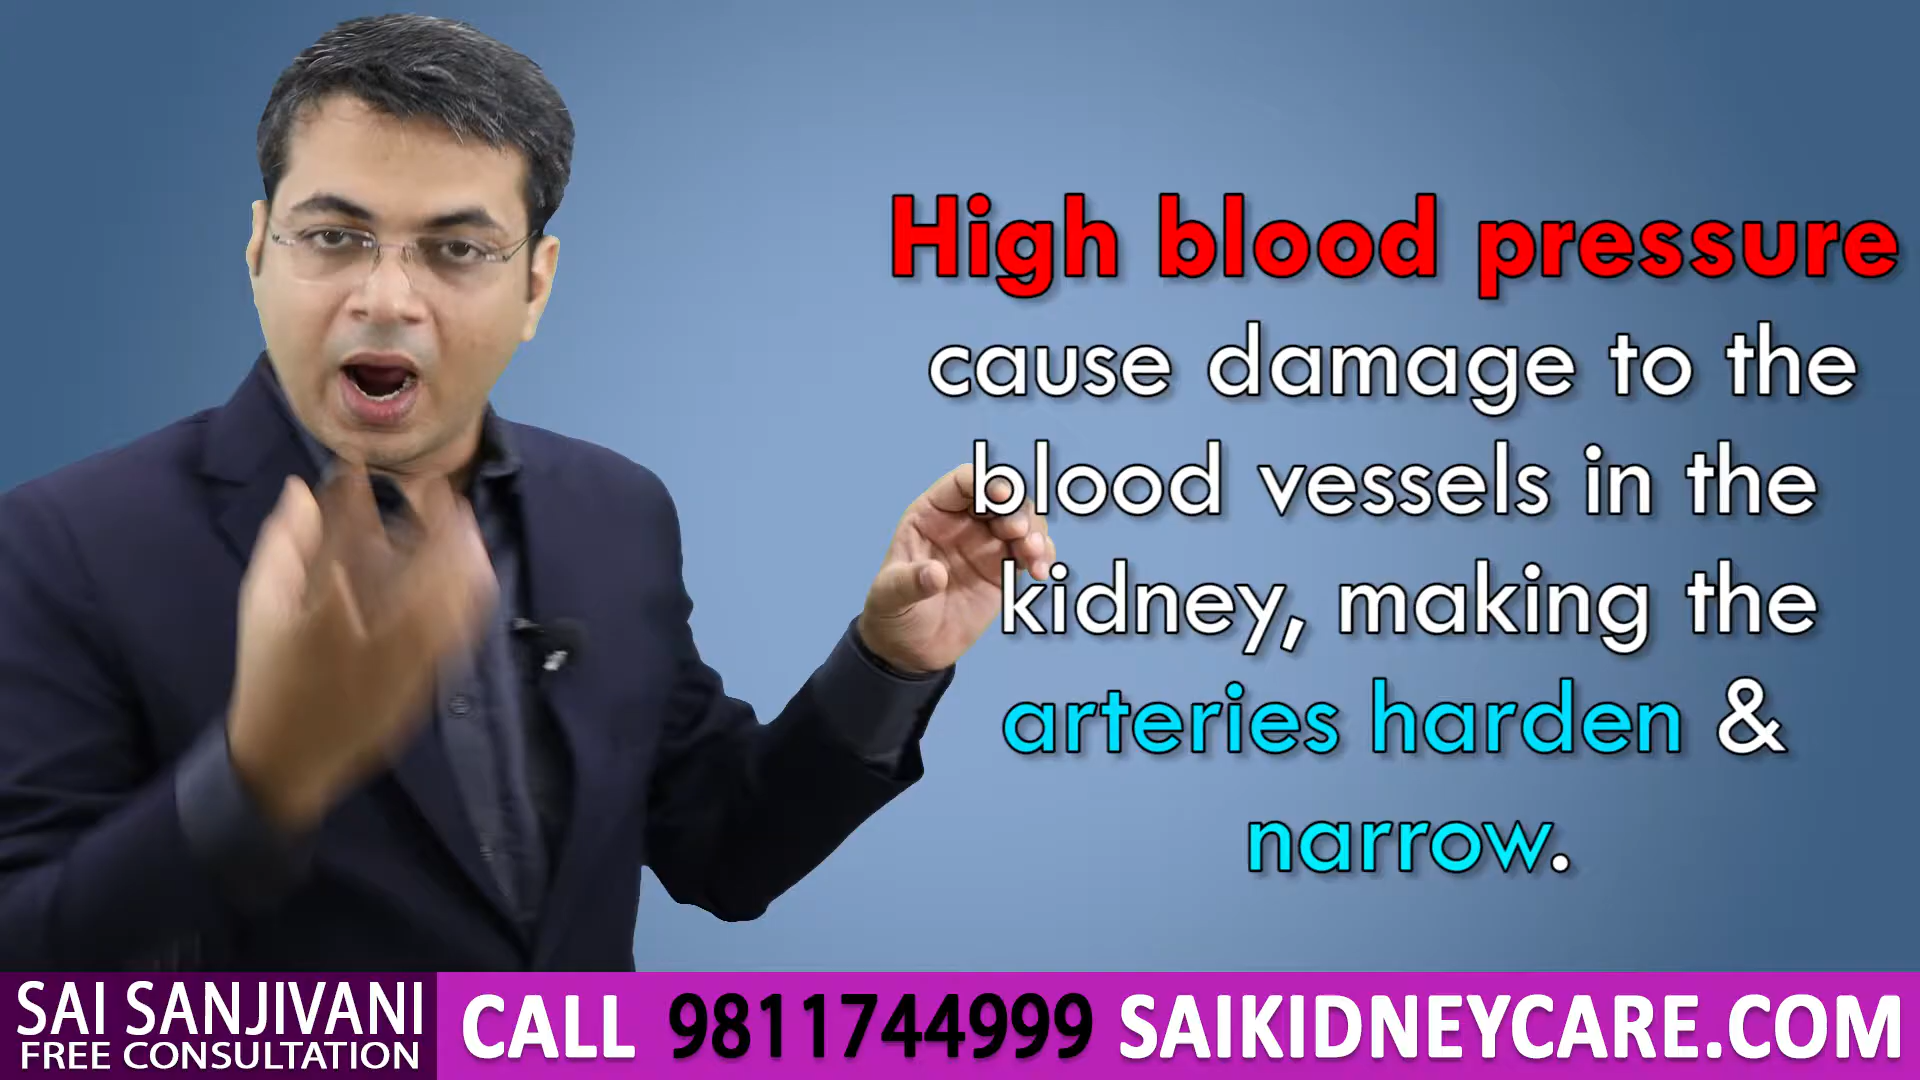 High blood pressure
cause damage to the
blood vessels in the
kidney, making the
arteries harden &
narrow.
SAI SANJIVANI
FREE CONSULTATION
CALL 9811744999 SAIKIDNEYCARE.COM